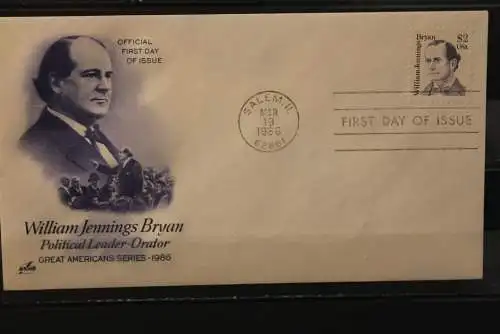 OFFICIAL
FIRST DAY
OF ISSUE
William Jennings Bryan
Political Leader-Orator
GREAT AMERICANS SERIES - 1986
SALEM, IL
MAR
19
1986
62881
FIRST DAY OF ISSUE
William Jennings
Bryan
$2
USA